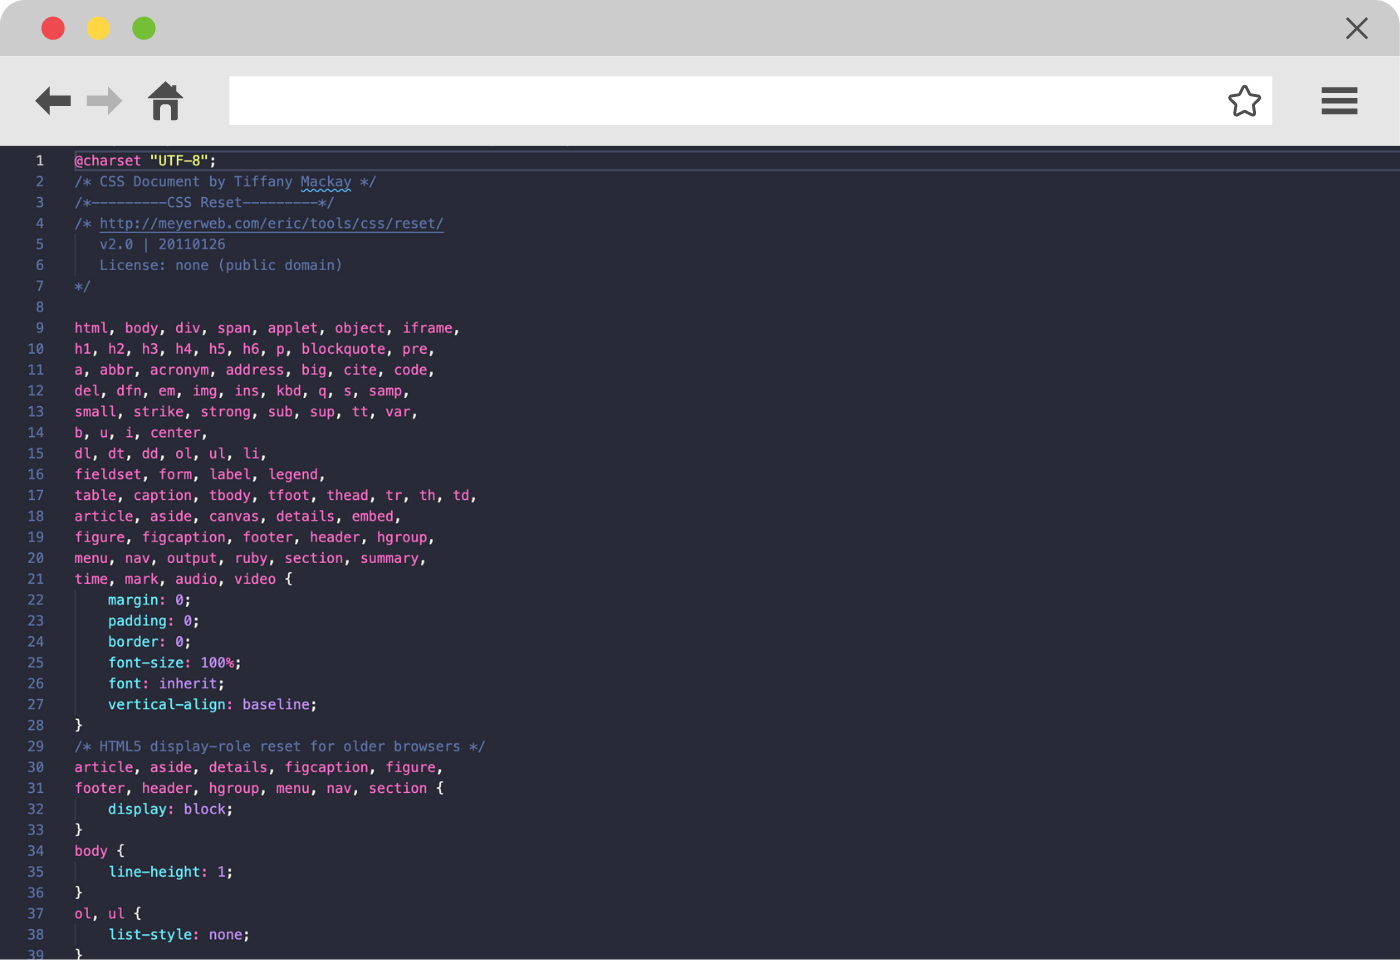 1 @charset "UTF-8";
2 /* CSS Document by Tiffany Mackay */
3 /*---------CSS Reset---------*/
4 /* http://meyerweb.com/eric/tools/css/reset/
5 v2.0 | 20110126
6 License: none (public domain)
7 */
8
9 html, body, div, span, applet, object, iframe,
10 h1, h2, h3, h4, h5, h6, p, blockquote, pre,
11 a, abbr, acronym, address, big, cite, code,
12 del, dfn, em, img, ins, kbd, q, s, samp,
13 small, strike, strong, sub, sup, tt, var,
14 b, u, i, center,
15 dl, dt, dd, ol, ul, li,
16 fieldset, form, label, legend,
17 table, caption, tbody, tfoot, thead, tr, th, td,
18 article, aside, canvas, details, embed,
19 figure, figcaption, footer, header, hgroup,
20 menu, nav, output, ruby, section, summary,
21 time, mark, audio, video {
22 margin: 0;
23 padding: 0;
24 border: 0;
25 font-size: 100%;
26 font: inherit;
27 vertical-align: baseline;
28 }
29 /* HTML5 display-role reset for older browsers */
30 article, aside, details, figcaption, figure,
31 footer, header, hgroup, menu, nav, section {
32 display: block;
33 }
34 body {
35 line-height: 1;
36 }
37 ol, ul {
38 list-style: none;
39 }